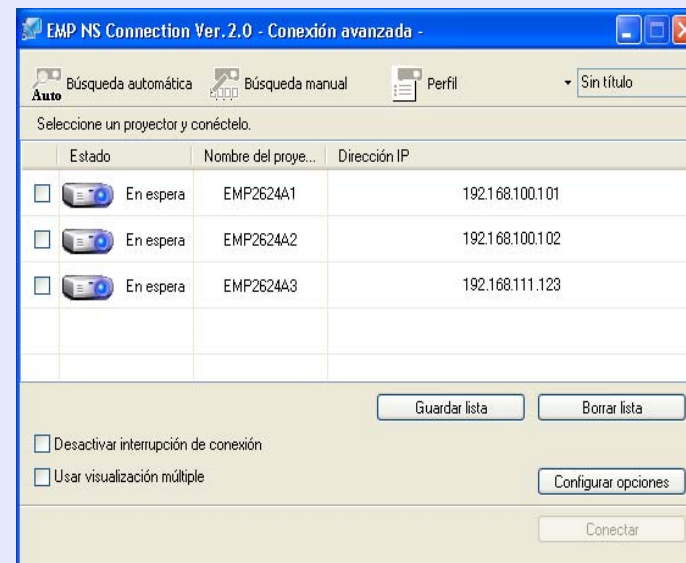 EMP NS Connection Ver.2.0 - Conexión avanzada -
Auto Búsqueda automática Búsqueda manual Perfil Sin título
Seleccione un proyector y conéctelo.
Estado Nombre del proye... Dirección IP
En espera EMP2624A1 192.168.100.101
En espera EMP2624A2 192.168.100.102
En espera EMP2624A3 192.168.111.123
Guardar lista Borrar lista
Desactivar interrupción de conexión
Usar visualización múltiple
Configurar opciones
Conectar